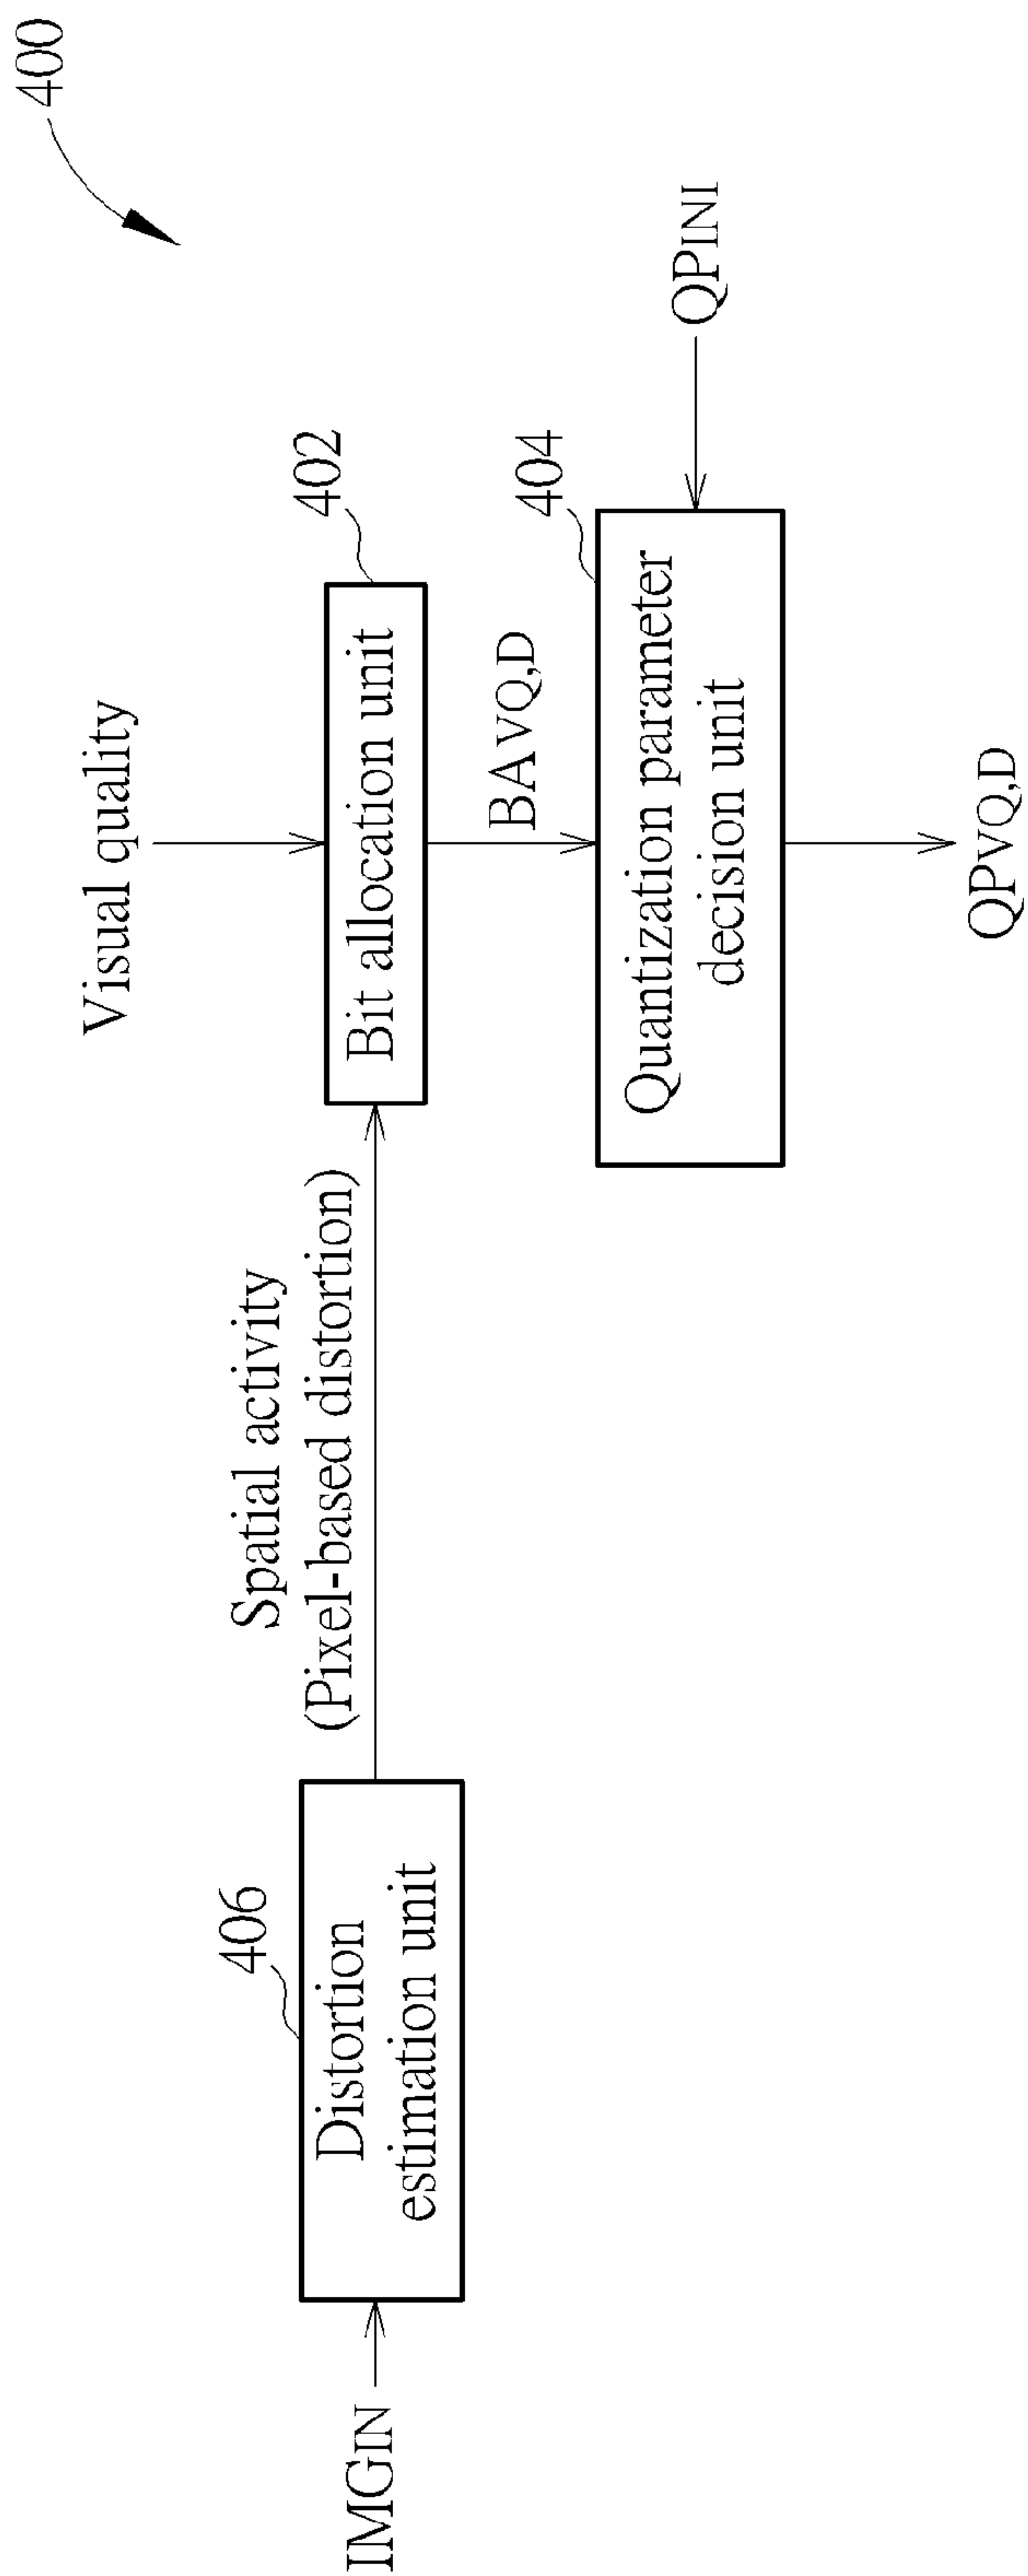 400
Visual quality
402
Bit allocation unit
Spatial activity
(Pixel-based distortion)
406
Distortion
estimation unit
IMGIN
BAVQ,D
404
Quantization parameter
decision unit
QPINI
QPVQ,D